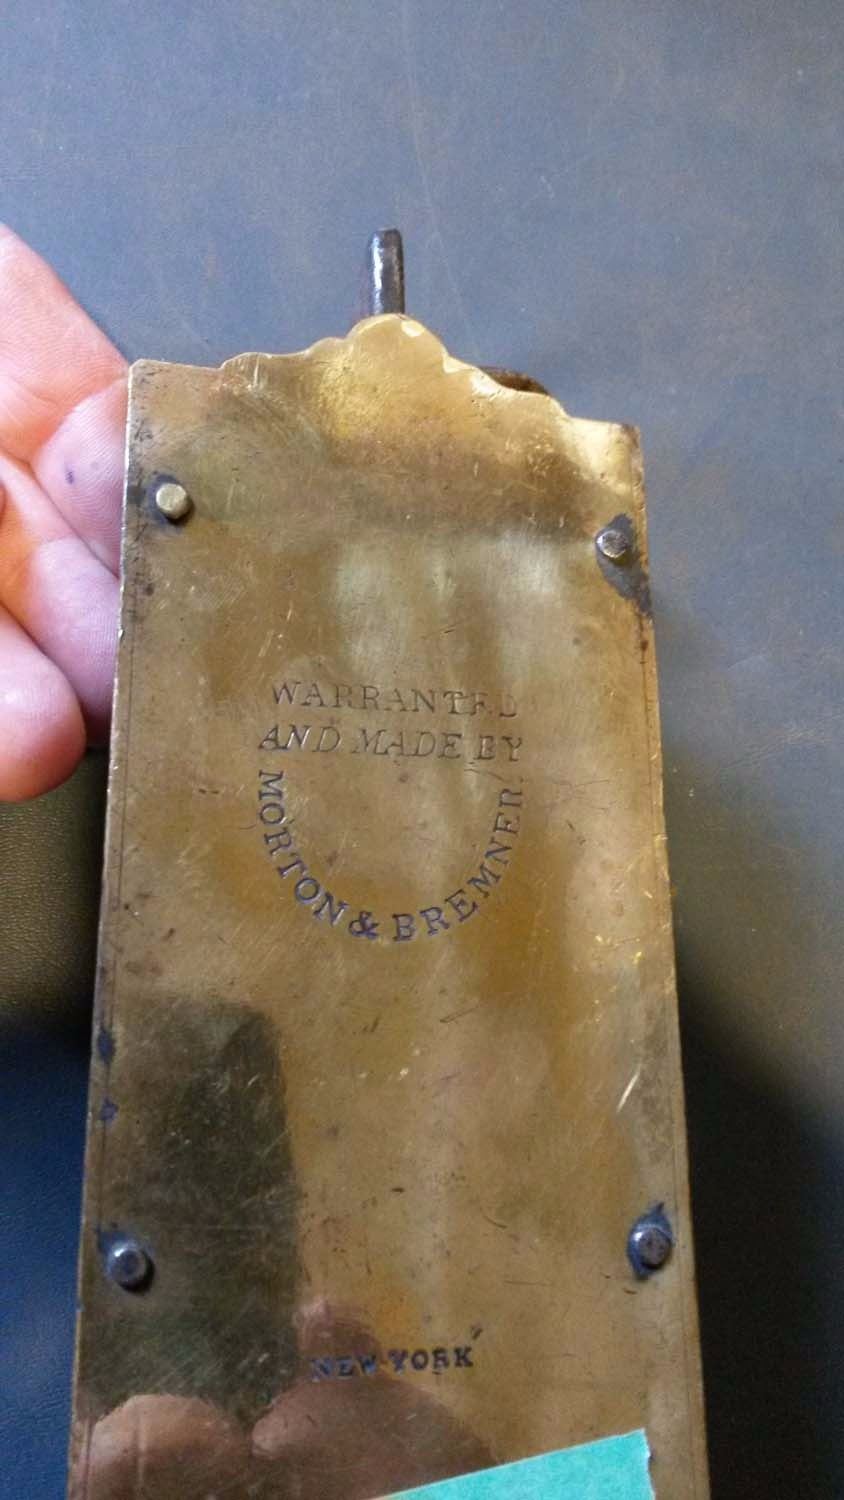 WARRANTED
AND MADE BY
MORTON & BREMNER.
NEW YORK